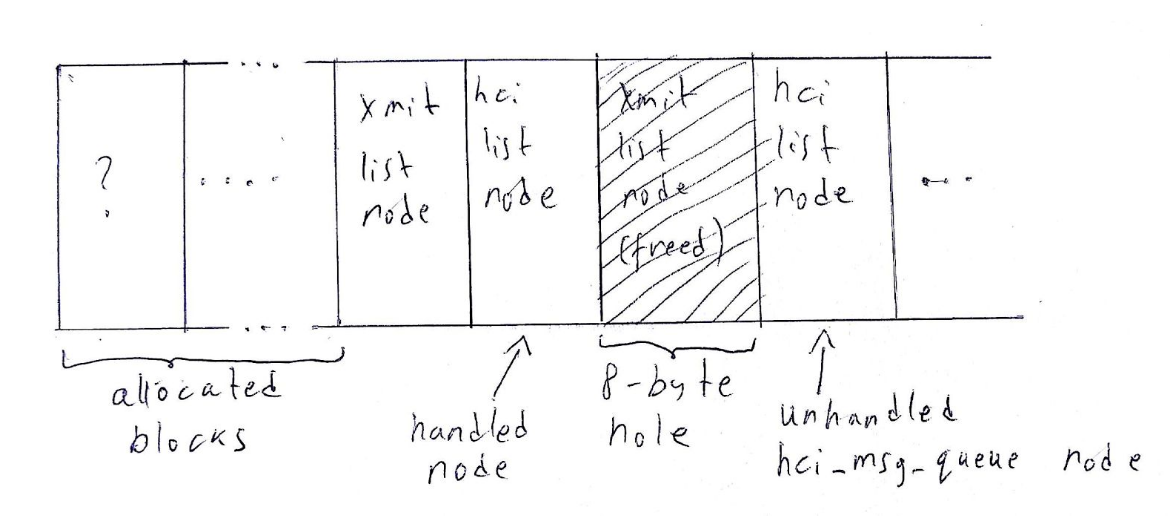 ...
?
....
xmit
list
node
hci
list
node
xmit
list
node
(freed)
hci
list
node
...
...
allocated
blocks
handled
node
8-byte
hole
unhandled
hci_msg_queue node